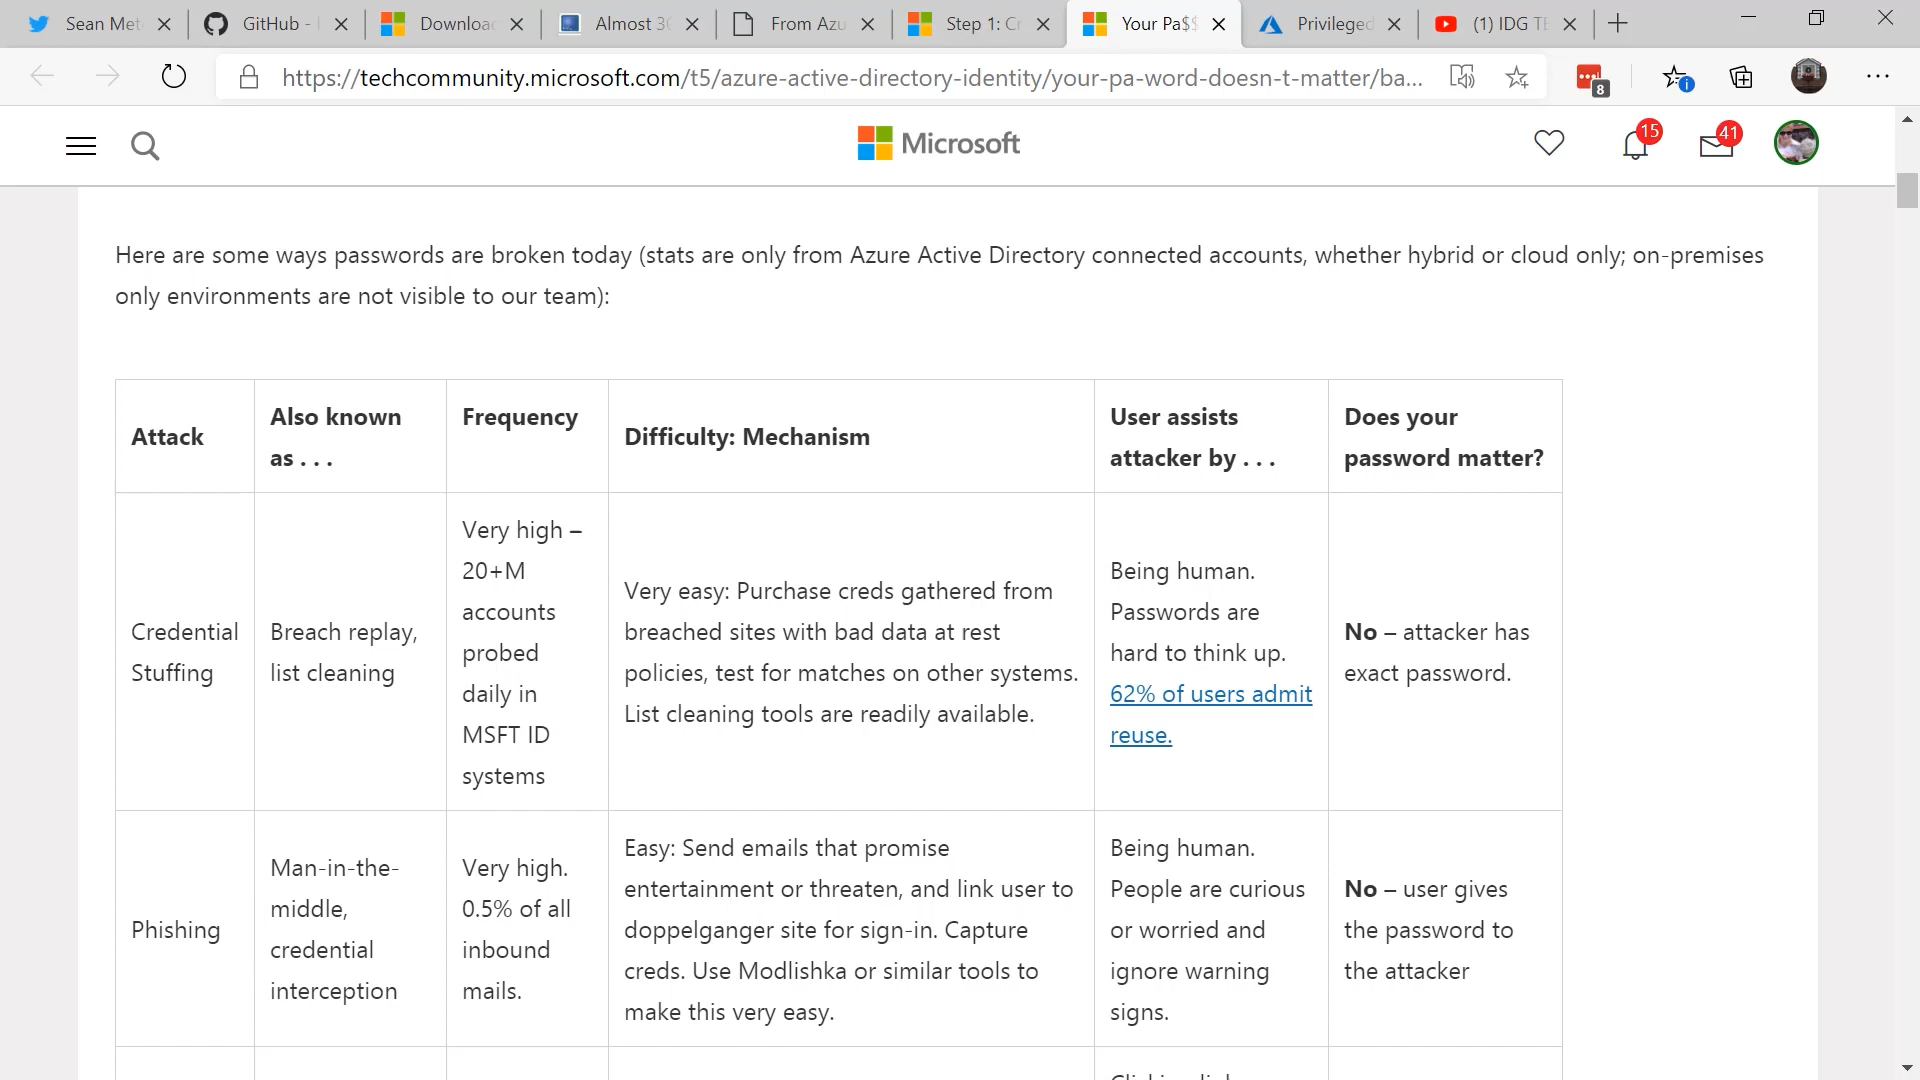 Sean Met
GitHub -
Downloa
Almost 30
From Azu
Step 1: Cr
Your Pa$$
Privileged
(1) IDG TE
https://techcommunity.microsoft.com/t5/azure-active-directory-identity/your-pa-word-doesn-t-matter/ba...
8
Microsoft
15
41
Here are some ways passwords are broken today (stats are only from Azure Active Directory connected accounts, whether hybrid or cloud only; on-premises
only environments are not visible to our team):
Attack
Also known
as . . .
Frequency
Difficulty: Mechanism
User assists
attacker by . . .
Does your
password matter?
Credential
Stuffing
Breach replay,
list cleaning
Very high –
20+M
accounts
probed
daily in
MSFT ID
systems
Very easy: Purchase creds gathered from
breached sites with bad data at rest
policies, test for matches on other systems.
List cleaning tools are readily available.
Being human.
Passwords are
hard to think up.
62% of users admit
reuse.
No – attacker has
exact password.
Phishing
Man-in-the-
middle,
credential
interception
Very high.
0.5% of all
inbound
mails.
Easy: Send emails that promise
entertainment or threaten, and link user to
doppelganger site for sign-in. Capture
creds. Use Modlishka or similar tools to
make this very easy.
Being human.
People are curious
or worried and
ignore warning
signs.
No – user gives
the password to
the attacker